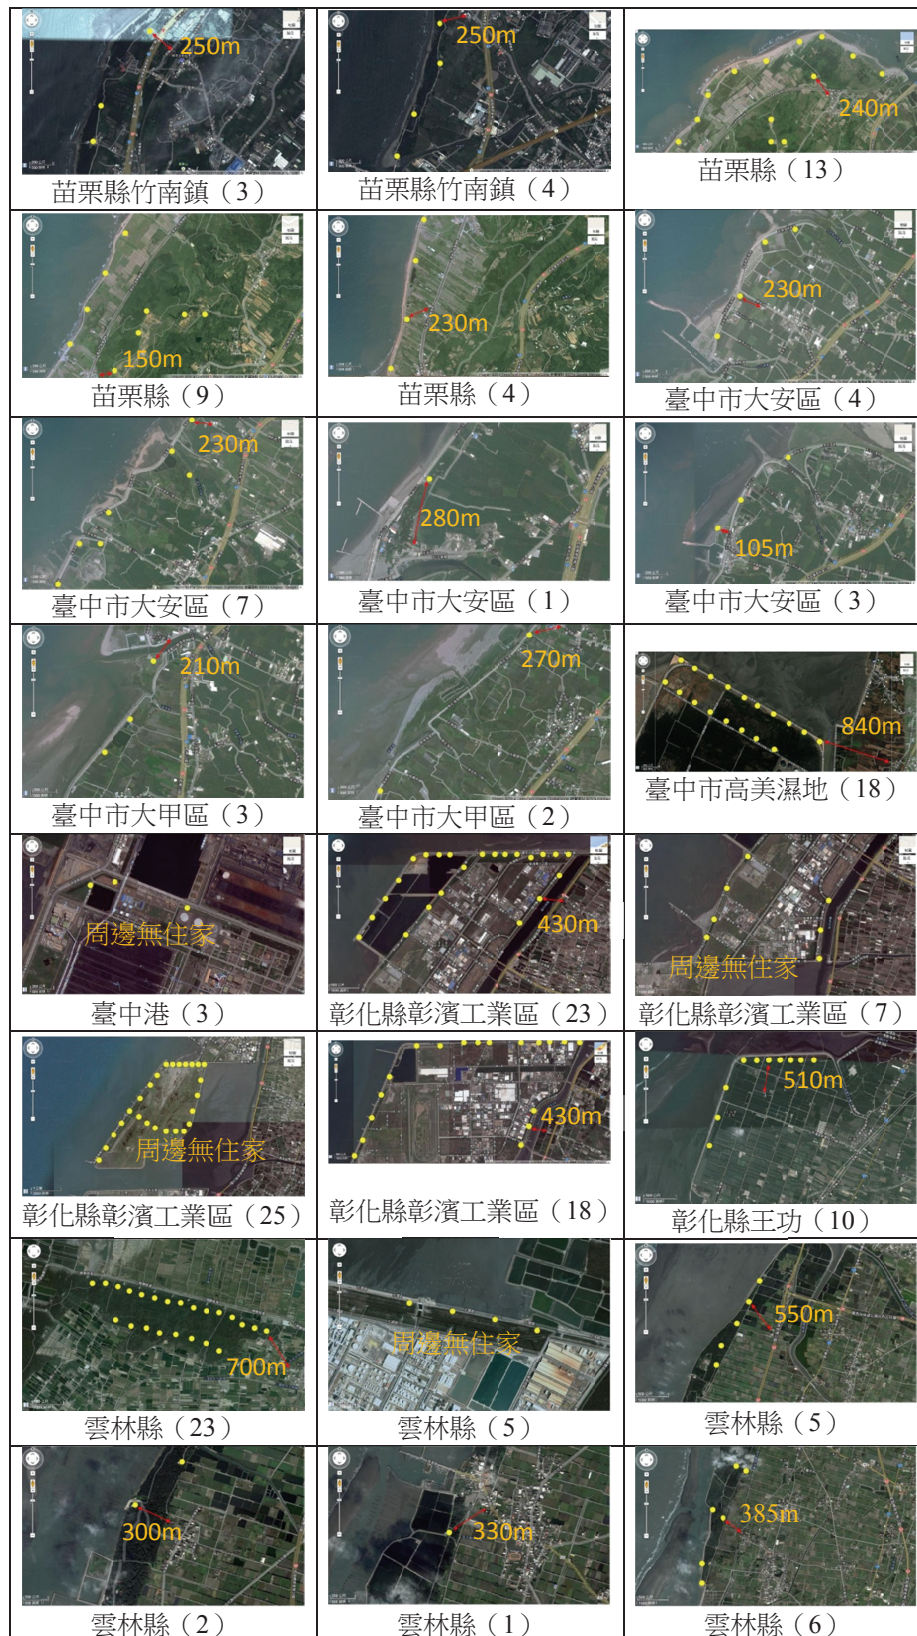 250m
250m
240m
苗栗縣竹南鎮（3）
苗栗縣竹南鎮（4）
苗栗縣（13）
150m
230m
230m
苗栗縣（9）
苗栗縣（4）
臺中市大安區（4）
230m
280m
105m
臺中市大安區（7）
臺中市大安區（1）
臺中市大安區（3）
210m
270m
840m
臺中市大甲區（3）
臺中市大甲區（2）
臺中市高美濕地（18）
周邊無住家
430m
周邊無住家
臺中港（3）
彰化縣彰濱工業區（23）
彰化縣彰濱工業區（7）
周邊無住家
430m
510m
彰化縣彰濱工業區（25）
彰化縣彰濱工業區（18）
彰化縣王功（10）
700m
周邊無住家
550m
雲林縣（23）
雲林縣（5）
雲林縣（5）
300m
330m
385m
雲林縣（2）
雲林縣（1）
雲林縣（6）